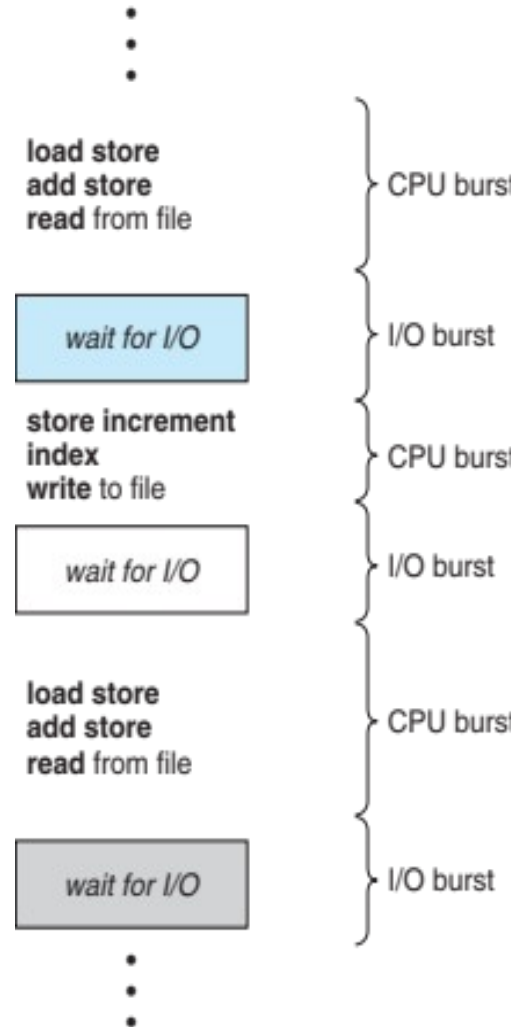 load store
add store
read from file
CPU burst
wait for I/O
I/O burst
store increment
index
write to file
CPU burst
wait for I/O
I/O burst
load store
add store
read from file
CPU burst
wait for I/O
I/O burst